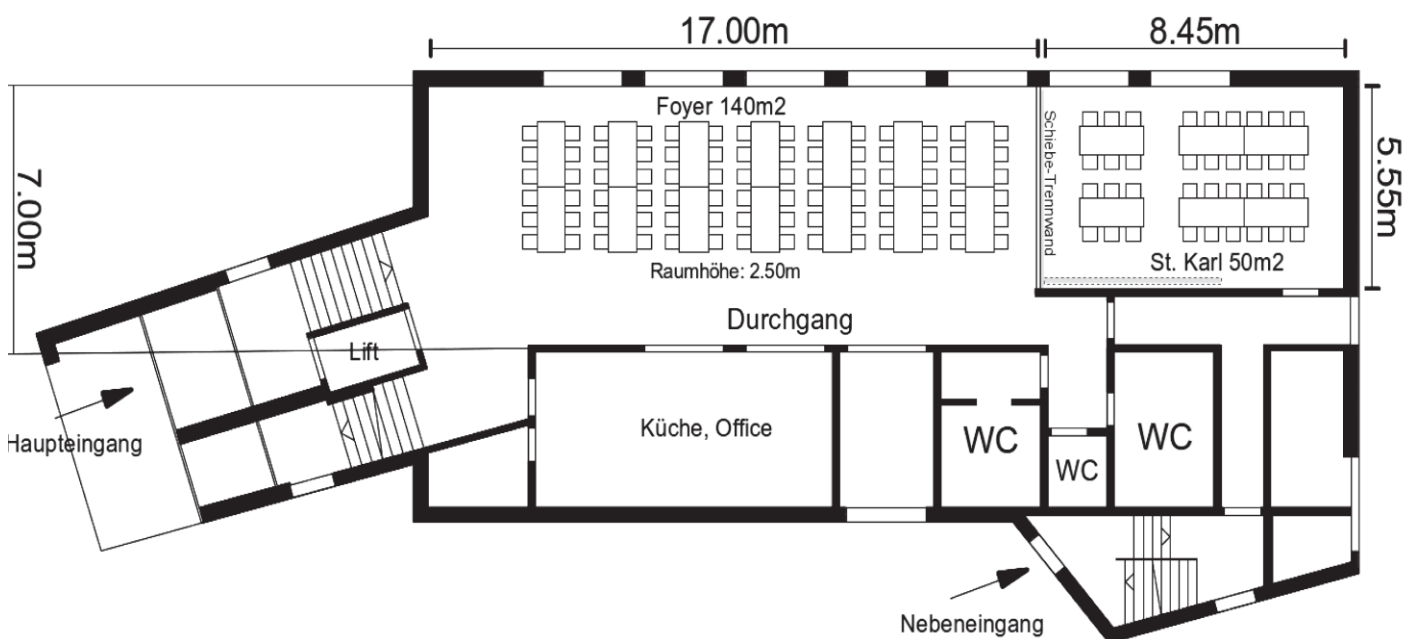 17.00m
8.45m
Foyer 140m2
Schiebe-Trennwand
5.55m
7.00m
Raumhöhe: 2.50m
St. Karl 50m2
Durchgang
Lift
Haupteingang
Küche, Office
WC
WC
WC
Nebeneingang